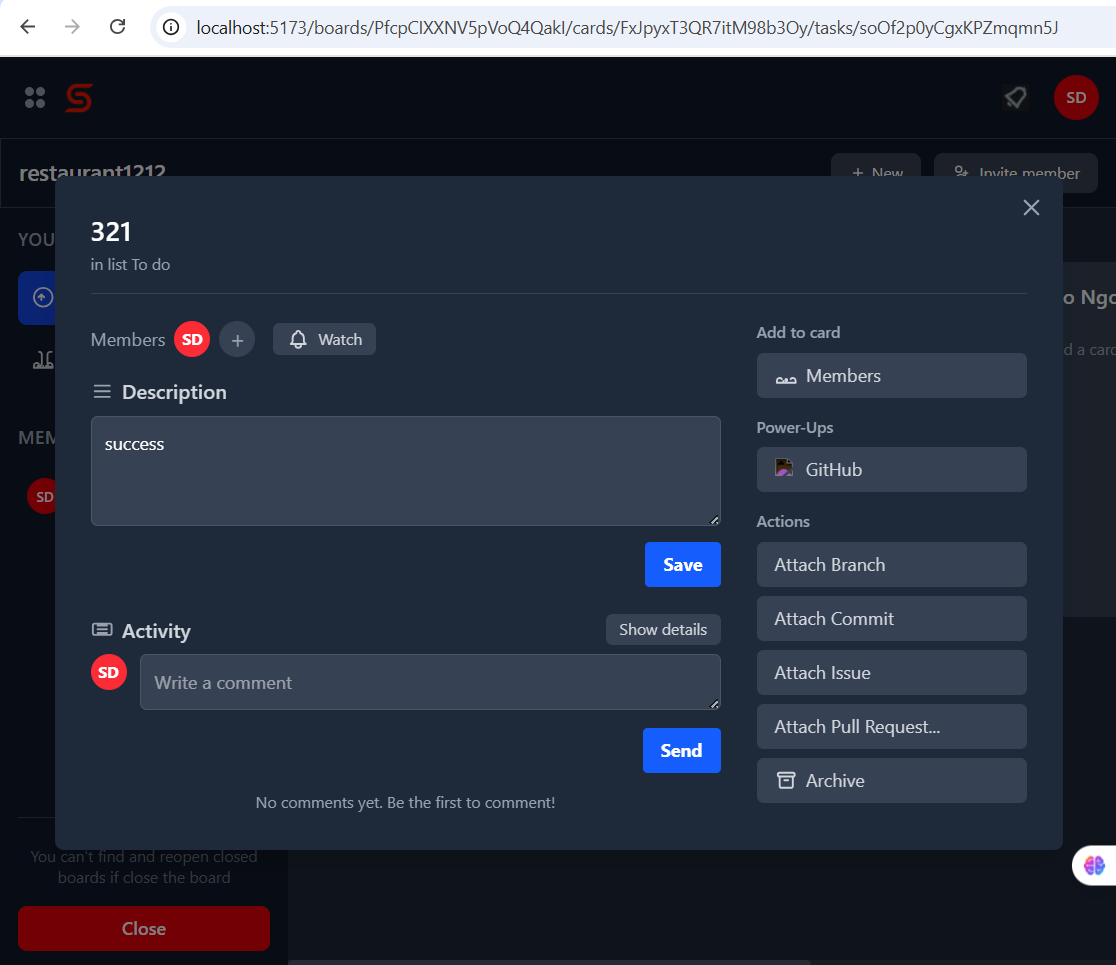 localhost:5173/boards/PfcpCIXXNV5pVoQ4QakI/cards/FxJpyxT3QR7itM98b3Oy/tasks/soOf2p0yCgxKPZmqmn5J
SD
restaurant1212
+ New
Invite member
YOU
321
in list To do
Members SD +
Watch
Description
success
Save
Activity
Show details
SD
Write a comment
Send
No comments yet. Be the first to comment!
Add to card
Members
Power-Ups
GitHub
Actions
Attach Branch
Attach Commit
Attach Issue
Attach Pull Request...
Archive
o Ngo
d a card
MEM
SD
You can't find and reopen closed
boards if close the board
Close